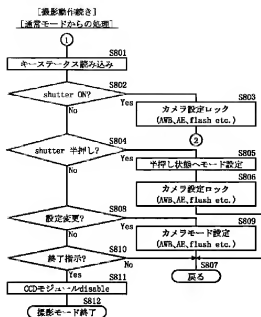 [撮影動作続き]
[通常モードからの処理]
1
S801
キーステータス読み込み
S802
shutter ON?
Yes
S803
カメラ設定ロック
(AWB,AE,flash etc.)
No
2
S804
shutter 半押し?
Yes
S805
半押し状態へモード設定
S806
カメラ設定ロック
(AWB,AE,flash etc.)
No
S808
設定変更?
Yes
S809
カメラモード設定
(AWB,AE,flash etc.)
No
S810
終了指示?
No
S807
戻る
Yes
S811
CCDモジュールdisable
S812
撮影モード終了